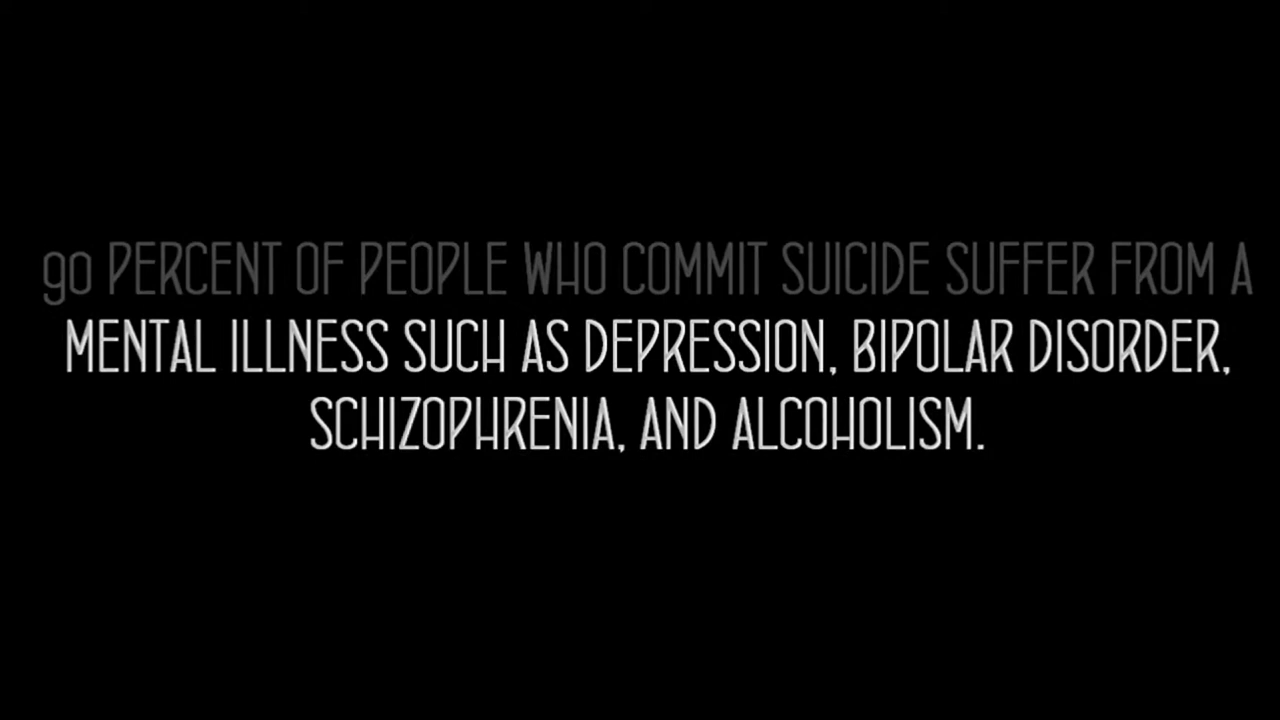 90 PERCENT OF PEOPLE WHO COMMIT SUICIDE SUFFER FROM A
MENTAL ILLNESS SUCH AS DEPRESSION, BIPOLAR DISORDER,
SCHIZOPHRENIA, AND ALCOHOLISM.